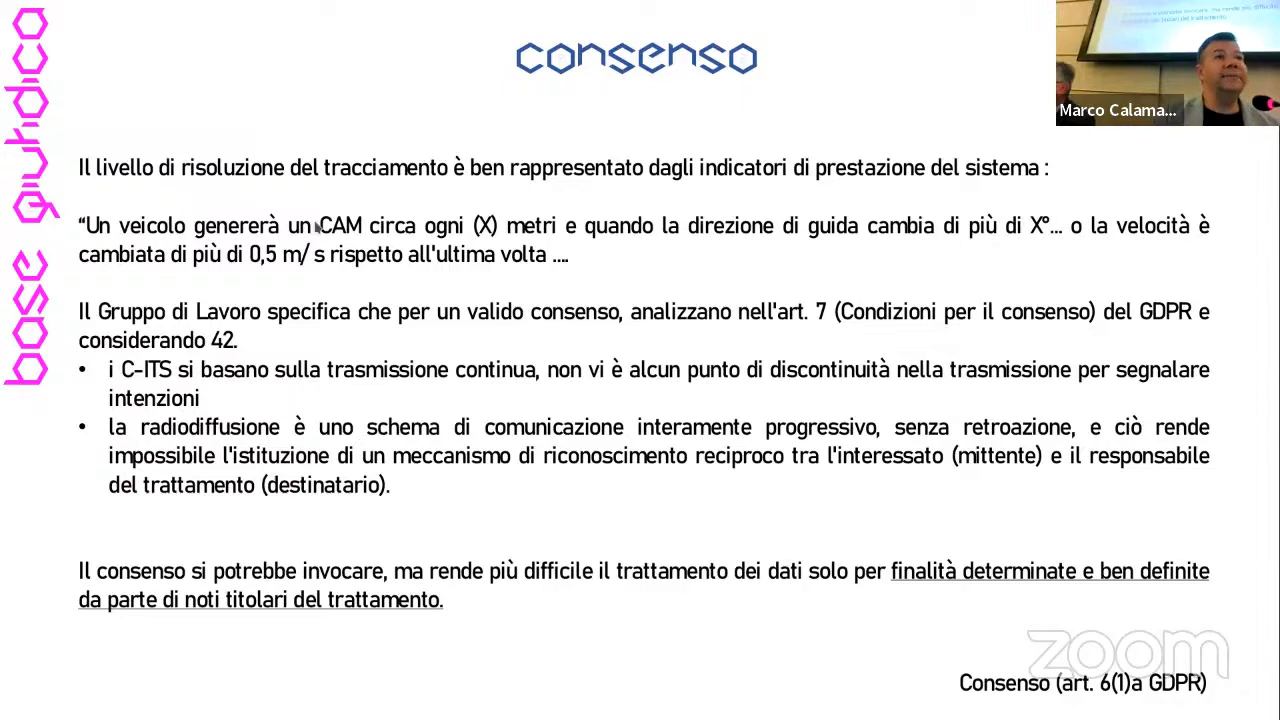 base giuridica
consenso
Marco Calama...
Il livello di risoluzione del tracciamento è ben rappresentato dagli indicatori di prestazione del sistema :
“Un veicolo genererà un CAM circa ogni (X) metri e quando la direzione di guida cambia di più di X°... o la velocità è
cambiata di più di 0,5 m/ s rispetto all'ultima volta ....
Il Gruppo di Lavoro specifica che per un valido consenso, analizzano nell'art. 7 (Condizioni per il consenso) del GDPR e
considerando 42.
• i C-ITS si basano sulla trasmissione continua, non vi è alcun punto di discontinuità nella trasmissione per segnalare
intenzioni
• la radiodiffusione è uno schema di comunicazione interamente progressivo, senza retroazione, e ciò rende
impossibile l'istituzione di un meccanismo di riconoscimento reciproco tra l'interessato (mittente) e il responsabile
del trattamento (destinatario).
Il consenso si potrebbe invocare, ma rende più difficile il trattamento dei dati solo per finalità determinate e ben definite
da parte di noti titolari del trattamento.
zoom
Consenso (art. 6(1)a GDPR)